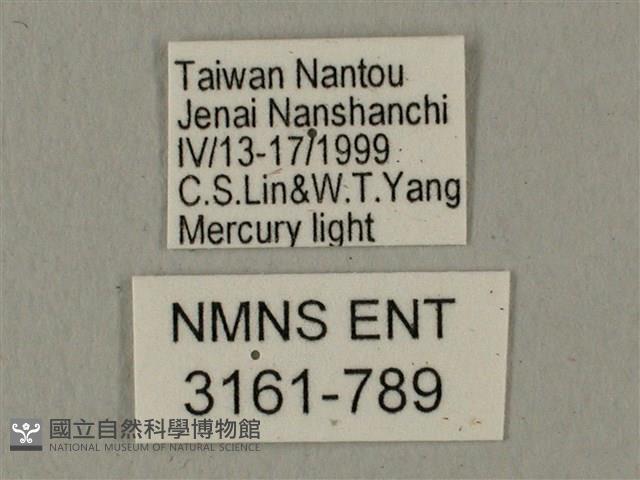 Taiwan Nantou
Jenai Nanshanchi
IV/13-17/1999
C.S.Lin&W.T.Yang
Mercury light
NMNS ENT
3161-789
國立自然科學博物館
NATIONAL MUSEUM OF NATURAL SCIENCE